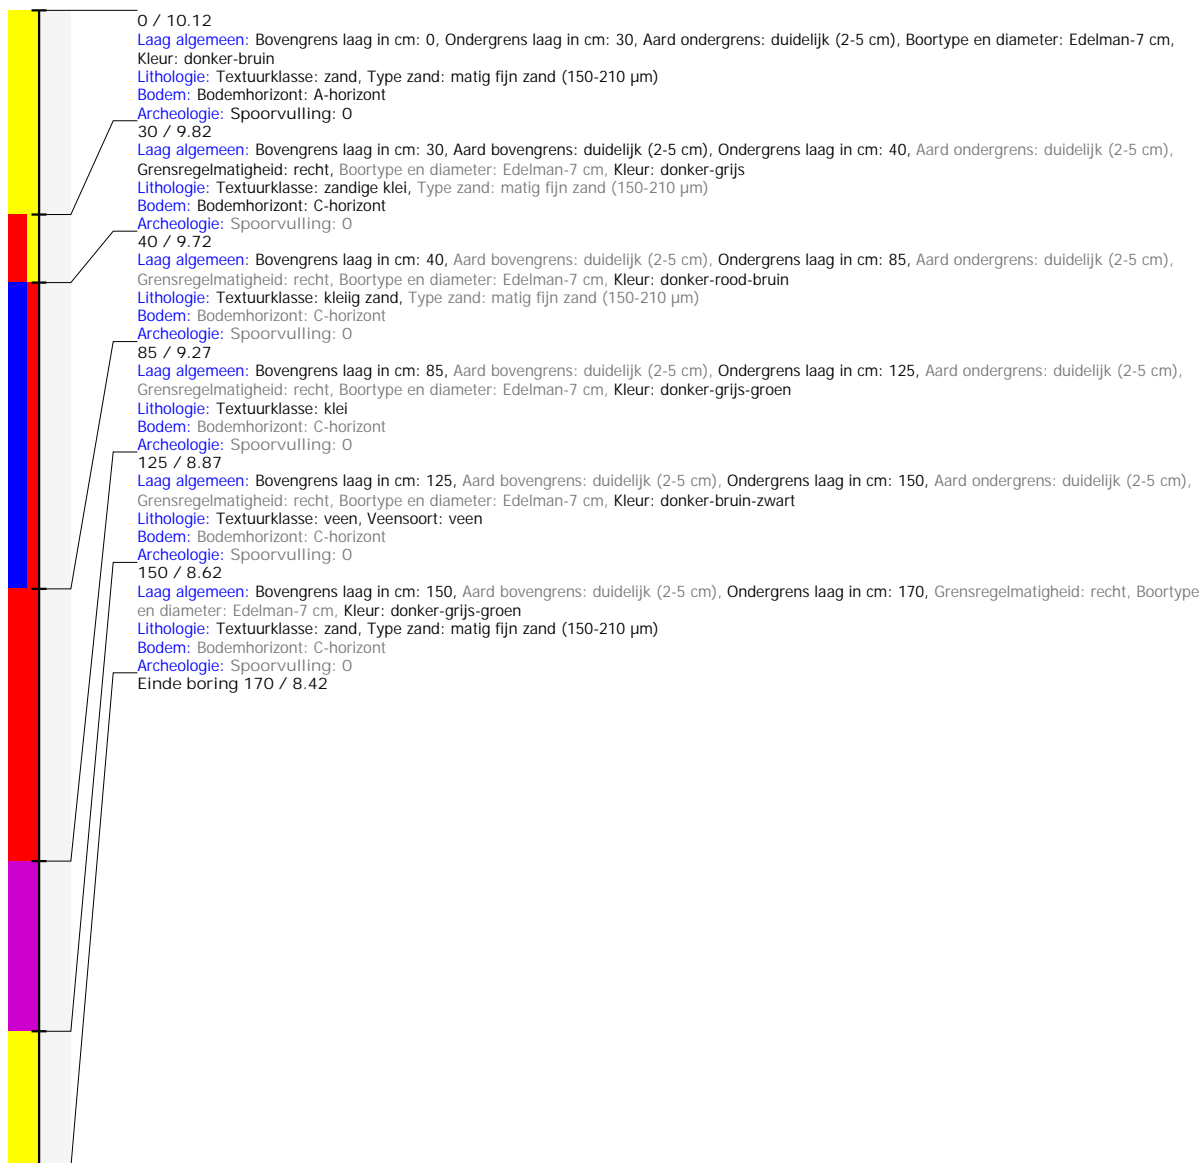 0 / 10.12
Laag algemeen: Bovengrens laag in cm: 0, Ondergrens laag in cm: 30, Aard ondergrens: duidelijk (2-5 cm), Boortype en diameter: Edelman-7 cm,
Kleur: donker-bruin
Lithologie: Textuurklasse: zand, Type zand: matig fijn zand (150-210 µm)
Bodem: Bodemhorizont: A-horizont
Archeologie: Spoorvulling: 0
30 / 9.82
Laag algemeen: Bovengrens laag in cm: 30, Aard bovengrens: duidelijk (2-5 cm), Ondergrens laag in cm: 40, Aard ondergrens: duidelijk (2-5 cm),
Grensregelmatigheid: recht, Boortype en diameter: Edelman-7 cm, Kleur: donker-grijs
Lithologie: Textuurklasse: zandige klei, Type zand: matig fijn zand (150-210 µm)
Bodem: Bodemhorizont: C-horizont
Archeologie: Spoorvulling: 0
40 / 9.72
Laag algemeen: Bovengrens laag in cm: 40, Aard bovengrens: duidelijk (2-5 cm), Ondergrens laag in cm: 85, Aard ondergrens: duidelijk (2-5 cm),
Grensregelmatigheid: recht, Boortype en diameter: Edelman-7 cm, Kleur: donker-rood-bruin
Lithologie: Textuurklasse: kleiig zand, Type zand: matig fijn zand (150-210 µm)
Bodem: Bodemhorizont: C-horizont
Archeologie: Spoorvulling: 0
85 / 9.27
Laag algemeen: Bovengrens laag in cm: 85, Aard bovengrens: duidelijk (2-5 cm), Ondergrens laag in cm: 125, Aard ondergrens: duidelijk (2-5 cm),
Grensregelmatigheid: recht, Boortype en diameter: Edelman-7 cm, Kleur: donker-grijs-groen
Lithologie: Textuurklasse: klei
Bodem: Bodemhorizont: C-horizont
Archeologie: Spoorvulling: 0
125 / 8.87
Laag algemeen: Bovengrens laag in cm: 125, Aard bovengrens: duidelijk (2-5 cm), Ondergrens laag in cm: 150, Aard ondergrens: duidelijk (2-5 cm),
Grensregelmatigheid: recht, Boortype en diameter: Edelman-7 cm, Kleur: donker-bruin-zwart
Lithologie: Textuurklasse: veen, Veensoort: veen
Bodem: Bodemhorizont: C-horizont
Archeologie: Spoorvulling: 0
150 / 8.62
Laag algemeen: Bovengrens laag in cm: 150, Aard bovengrens: duidelijk (2-5 cm), Ondergrens laag in cm: 170, Grensregelmatigheid: recht, Boortype
en diameter: Edelman-7 cm, Kleur: donker-grijs-groen
Lithologie: Textuurklasse: zand, Type zand: matig fijn zand (150-210 µm)
Bodem: Bodemhorizont: C-horizont
Archeologie: Spoorvulling: 0
Einde boring 170 / 8.42